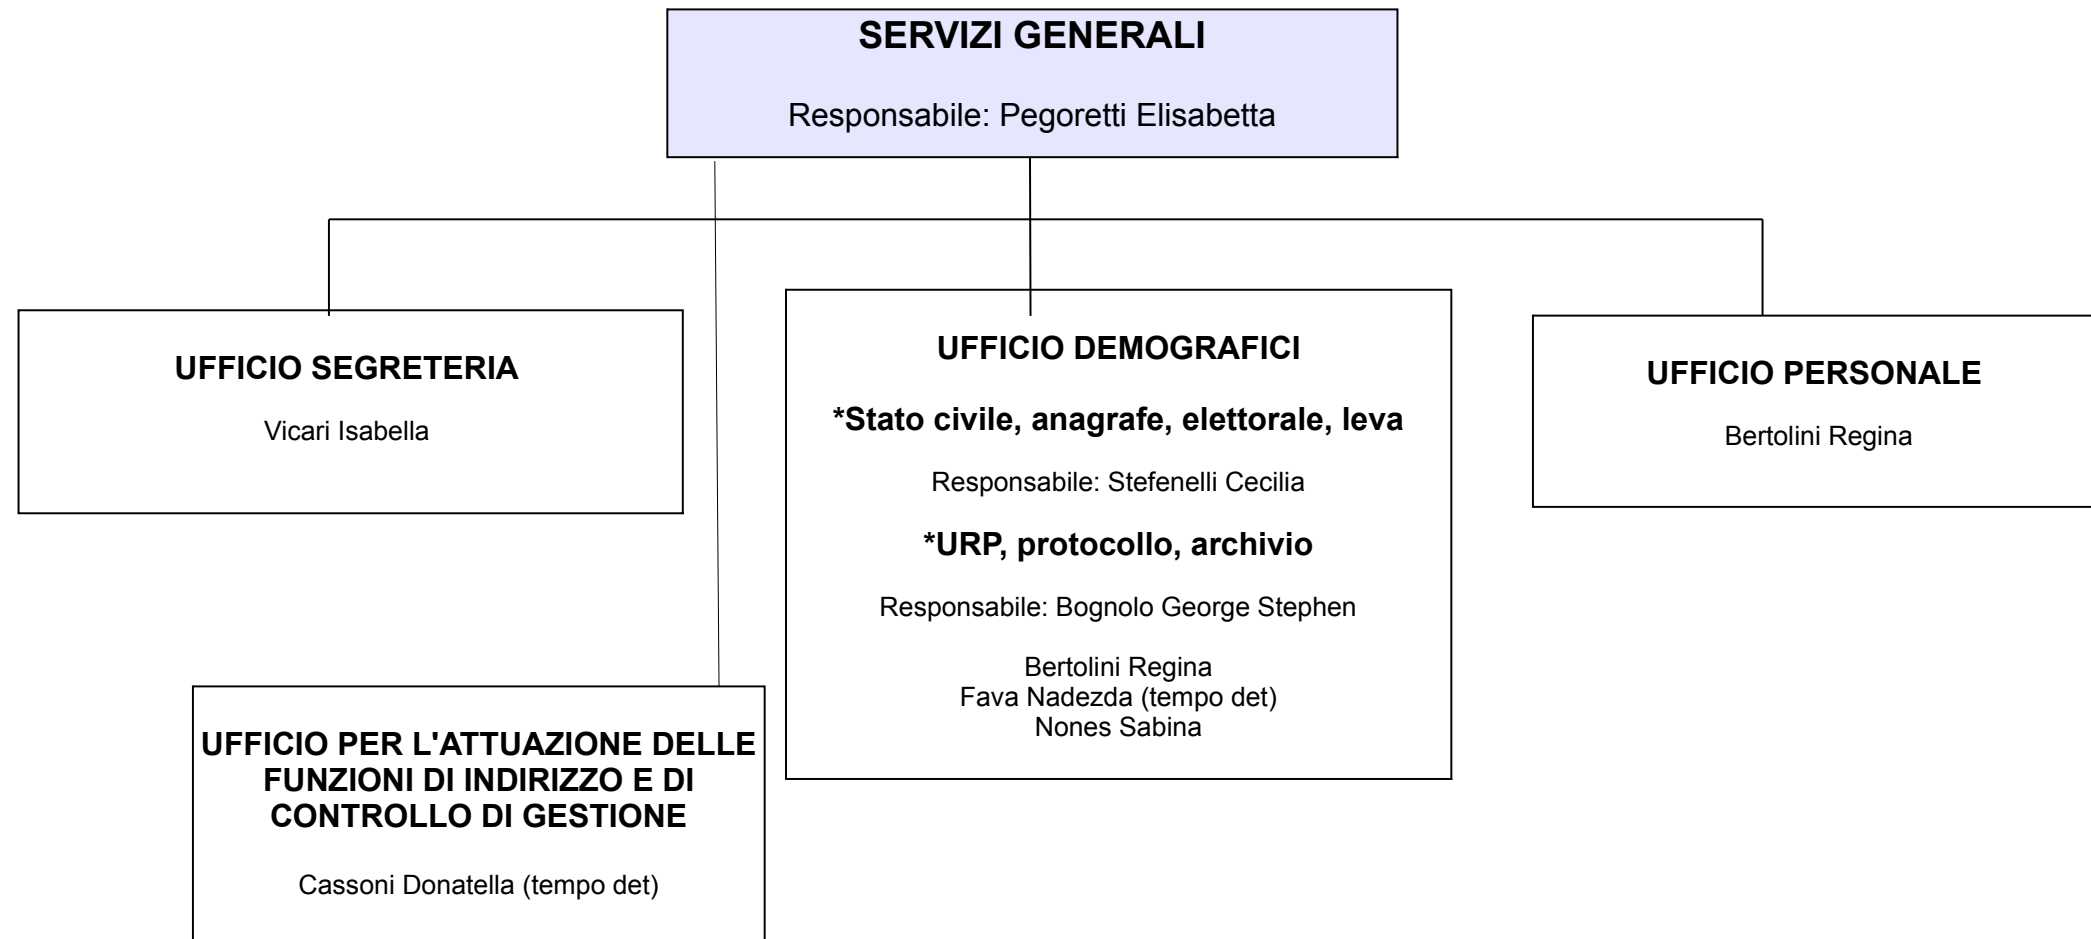 SERVIZI GENERALI
Responsabile: Pegoretti Elisabetta
UFFICIO SEGRETERIA
Vicari Isabella
UFFICIO DEMOGRAFICI
*Stato civile, anagrafe, elettorale, leva
Responsabile: Stefenelli Cecilia
*URP, protocollo, archivio
Responsabile: Bognolo George Stephen
Bertolini Regina
Fava Nadezda (tempo det)
Nones Sabina
UFFICIO PERSONALE
Bertolini Regina
UFFICIO PER L'ATTUAZIONE DELLE
FUNZIONI DI INDIRIZZO E DI
CONTROLLO DI GESTIONE
Cassoni Donatella (tempo det)